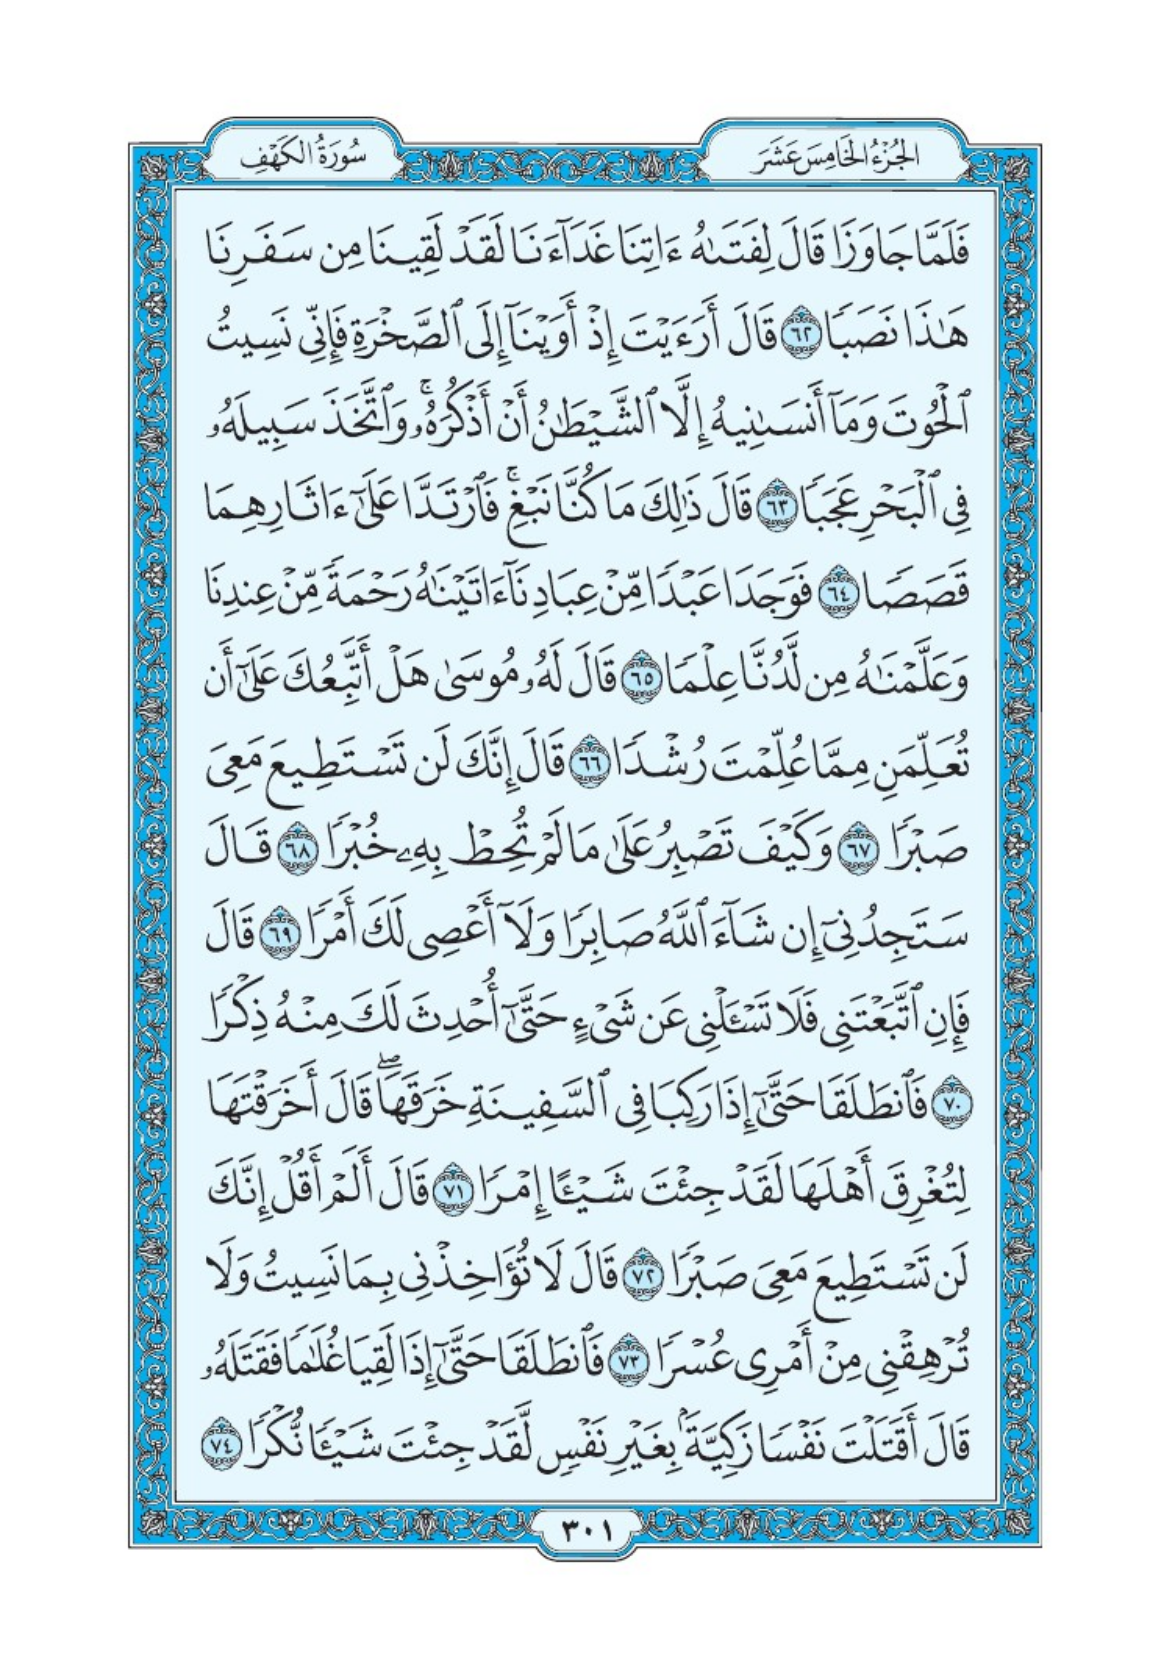 الجُزْءُ الخَامِسَ عَشَرَ
سُورَةُ الكَهْفِ
فَلَمَّا جَاوَزَا قَالَ لِفَتَىٰهُ ءَاتِنَا غَدَآءَنَا لَقَدْ لَقِينَا مِن سَفَرِنَا
هَٰذَا نَصَبًا ٦٢ قَالَ أَرَءَيْتَ إِذْ أَوَيْنَآ إِلَى ٱلصَّخْرَةِ فَإِنِّي نَسِيتُ
ٱلْحُوتَ وَمَآ أَنسَىٰنِيهُ إِلَّا ٱلشَّيْطَٰنُ أَنْ أَذْكُرَهُۥۚ وَٱتَّخَذَ سَبِيلَهُۥ
فِى ٱلْبَحْرِ عَجَبًا ٦٣ قَالَ ذَٰلِكَ مَا كُنَّا نَبْغِۚ فَٱرْتَدَّا عَلَىٰٓ ءَاثَارِهِمَا
قَصَصًا ٦٤ فَوَجَدَا عَبْدًا مِّنْ عِبَادِنَآ ءَاتَيْنَٰهُ رَحْمَةً مِّنْ عِندِنَا
وَعَلَّمْنَٰهُ مِن لَّدُنَّا عِلْمًا ٦٥ قَالَ لَهُۥ مُوسَىٰ هَلْ أَتَّبِعُكَ عَلَىٰٓ أَن
تُعَلِّمَنِ مِمَّا عُلِّمْتَ رُشْدًا ٦٦ قَالَ إِنَّكَ لَن تَسْتَطِيعَ مَعِىَ
صَبْرًا ٦٧ وَكَيْفَ تَصْبِرُ عَلَىٰ مَا لَمْ تُحِطْ بِهِۦ خُبْرًا ٦٨ قَالَ
سَتَجِدُنِىٓ إِن شَآءَ ٱللَّهُ صَابِرًا وَلَآ أَعْصِى لَكَ أَمْرًا ٦٩ قَالَ
فَإِنِ ٱتَّبَعْتَنِى فَلَا تَسْـَٔلْنِى عَن شَىْءٍ حَتَّىٰٓ أُحْدِثَ لَكَ مِنْهُ ذِكْرًا
٧٠ فَٱنطَلَقَا حَتَّىٰٓ إِذَا رَكِبَا فِى ٱلسَّفِينَةِ خَرَقَهَاۖ قَالَ أَخَرَقْتَهَا
لِتُغْرِقَ أَهْلَهَا لَقَدْ جِئْتَ شَيْـًٔا إِمْرًا ٧١ قَالَ أَلَمْ أَقُلْ إِنَّكَ
لَن تَسْتَطِيعَ مَعِىَ صَبْرًا ٧٢ قَالَ لَا تُؤَاخِذْنِى بِمَا نَسِيتُ وَلَا
تُرْهِقْنِى مِنْ أَمْرِى عُسْرًا ٧٣ فَٱنطَلَقَا حَتَّىٰٓ إِذَا لَقِيَا غُلَٰمًا فَقَتَلَهُۥ
قَالَ أَقَتَلْتَ نَفْسًا زَكِيَّةًۢ بِغَيْرِ نَفْسٍ لَّقَدْ جِئْتَ شَيْـًٔا نُّكْرًا ٧٤
٣٠١